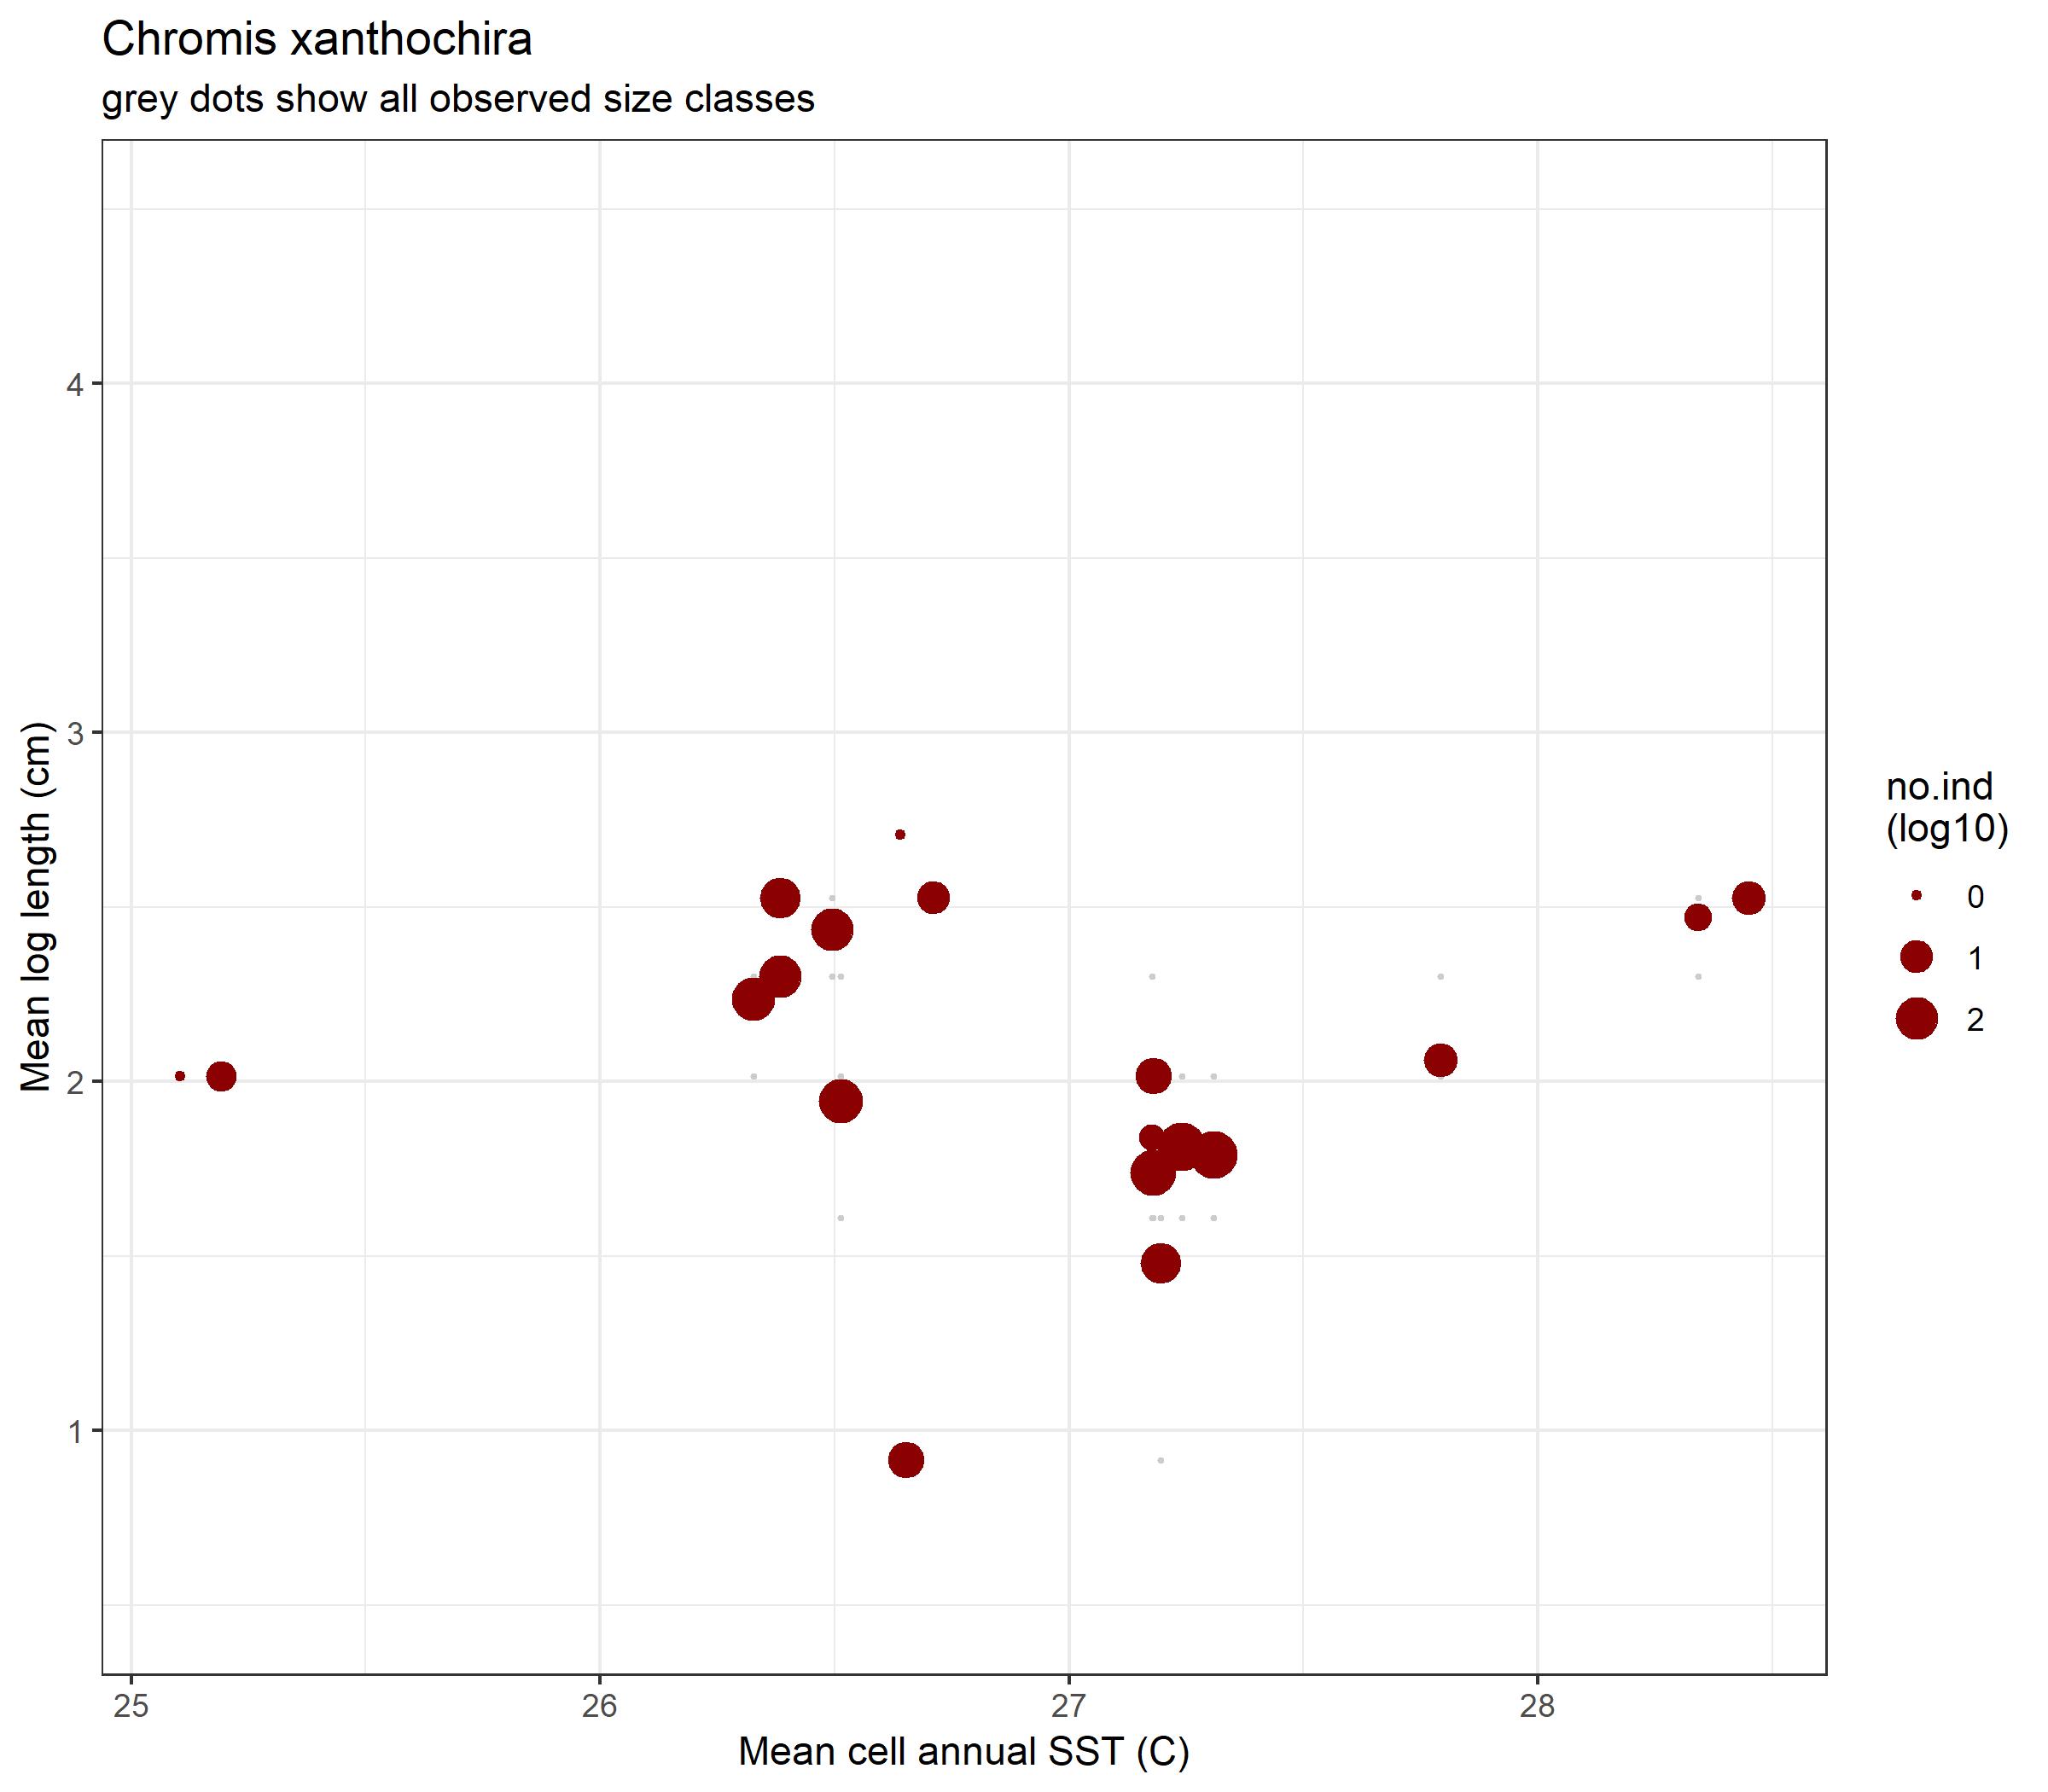 Chromis xanthochira
grey dots show all observed size classes
Mean log length (cm)
4
3
2
1
25 26 27 28
Mean cell annual SST (C)
no.ind
(log10)
0
1
2